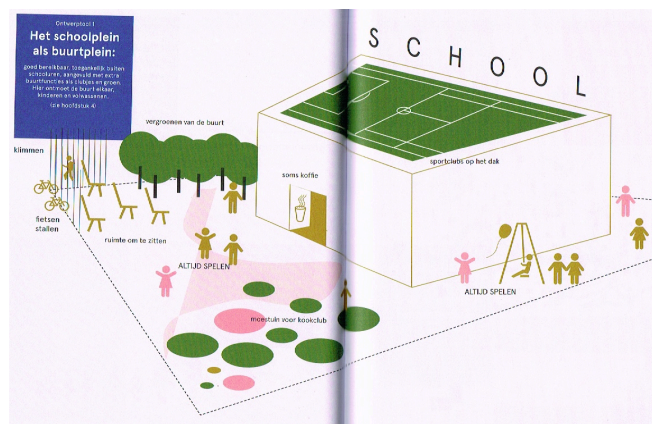 Ontwerptool I
Het schoolplein
als buurtplein:
goed bereikbaar, toegankelijk buiten
schooluren, aangevuld met extra
buurtfuncties als clubjes en groen.
Hier ontmoet de buurt elkaar,
kinderen en volwassenen.
(zie hoofdstuk 4)
SCHOOL
vergroenen van de buurt
klimmen
sportclubs op het dak
soms koffie
fietsen
stallen
ruimte om te zitten
ALTIJD SPELEN
ALTIJD SPELEN
moestuin voor kookclub